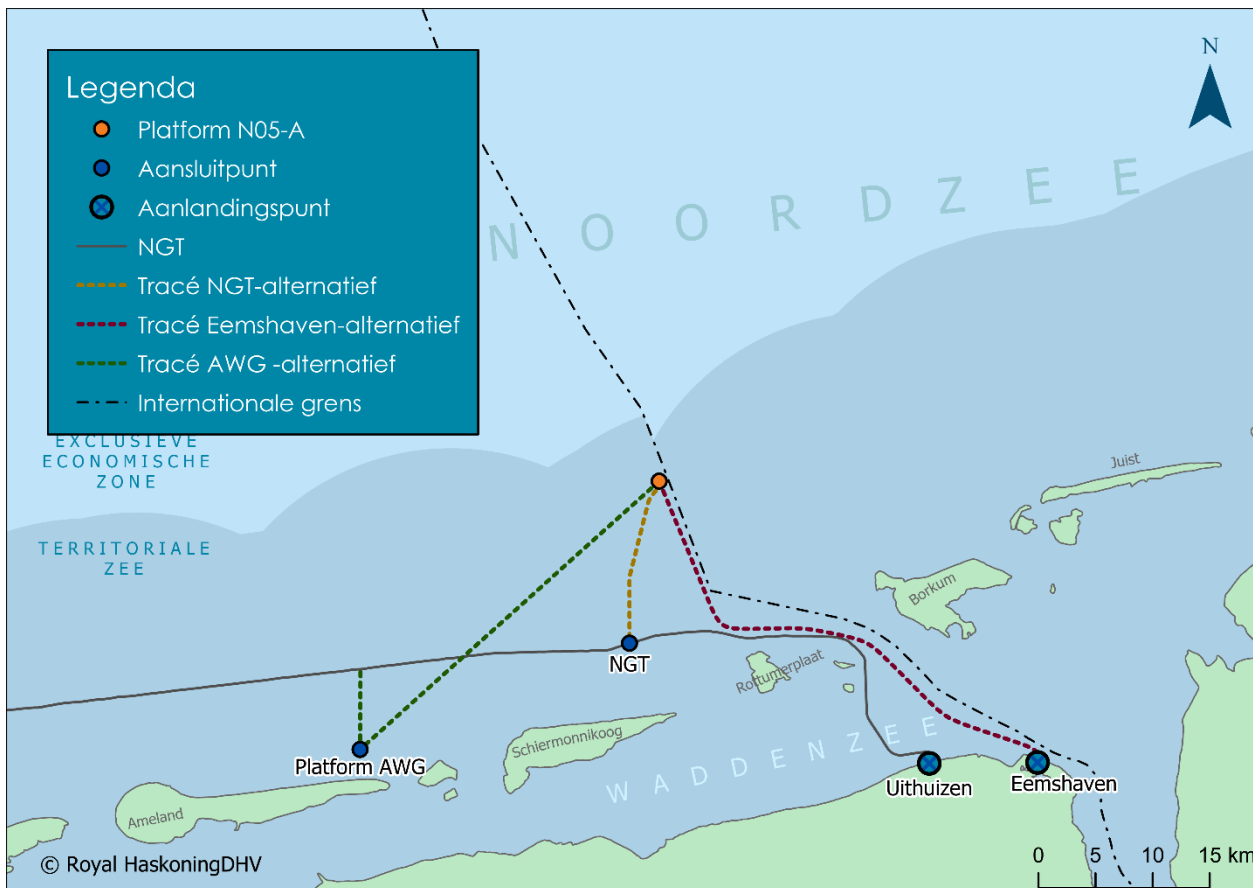 N
Legenda
Platform N05-A
Aansluitpunt
Aanlandingspunt
NGT
Tracé NGT-alternatief
Tracé Eemshaven-alternatief
Tracé AWG -alternatief
Internationale grens
NOORDZEE
EXCLUSIEVE
ECONOMISCHE
ZONE
TERRITORIALE
ZEE
Juist
Borkum
NGT
Rottumerplaat
Schiermonnikoog
Platform AWG
WADDENZEE
Uithuizen
Eemshaven
Ameland
© Royal HaskoningDHV
0 5 10 15 km